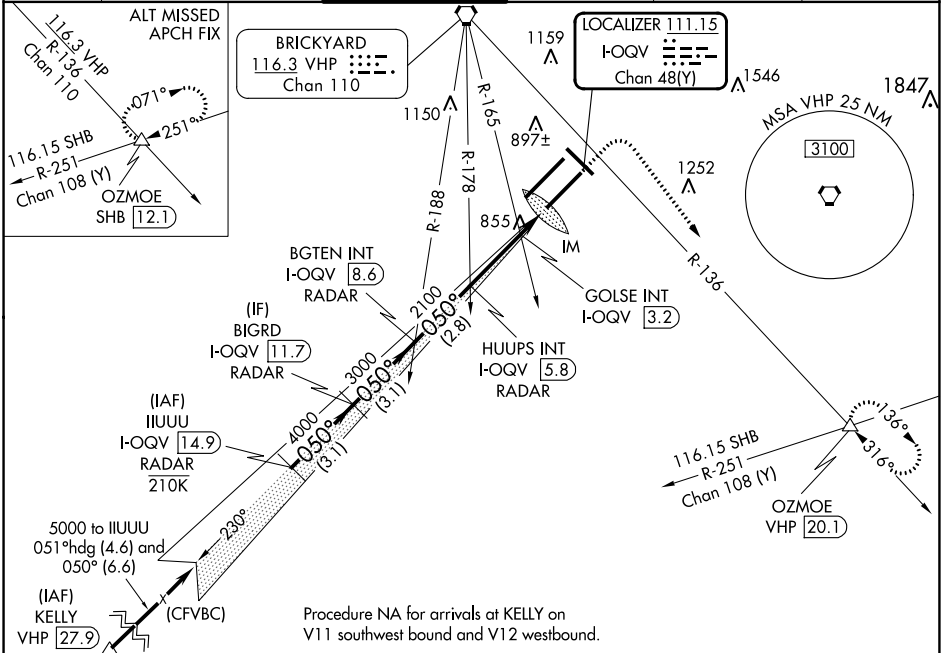 ALT MISSED
APCH FIX
116.3 VHP
R-136
Chan 110
071°
251°
116.15 SHB
R-251
Chan 108 (Y)
OZMOE
SHB 12.1
BRICKYARD
116.3 VHP
Chan 110
LOCALIZER 111.15
I-OQV
Chan 48(Y)
1159
1546
1847
1150
897±
1252
855
MSA VHP 25 NM
3100
R-165
R-178
R-188
R-136
IM
BGTEN INT
I-OQV 8.6
RADAR
GOLSE INT
I-OQV 3.2
HUUPS INT
I-OQV 5.8
RADAR
(IF)
BIGRD
I-OQV 11.7
RADAR
(IAF)
IIUUU
I-OQV 14.9
RADAR
210K
2100
050°
(2.8)
3000
050°
(3.1)
4000
050°
(3.1)
230°
5000 to IIUUU
051°hdg (4.6) and
050° (6.6)
(IAF)
KELLY
VHP 27.9
(CFVBC)
136°
316°
116.15 SHB
R-251
Chan 108 (Y)
OZMOE
VHP 20.1
Procedure NA for arrivals at KELLY on
V11 southwest bound and V12 westbound.